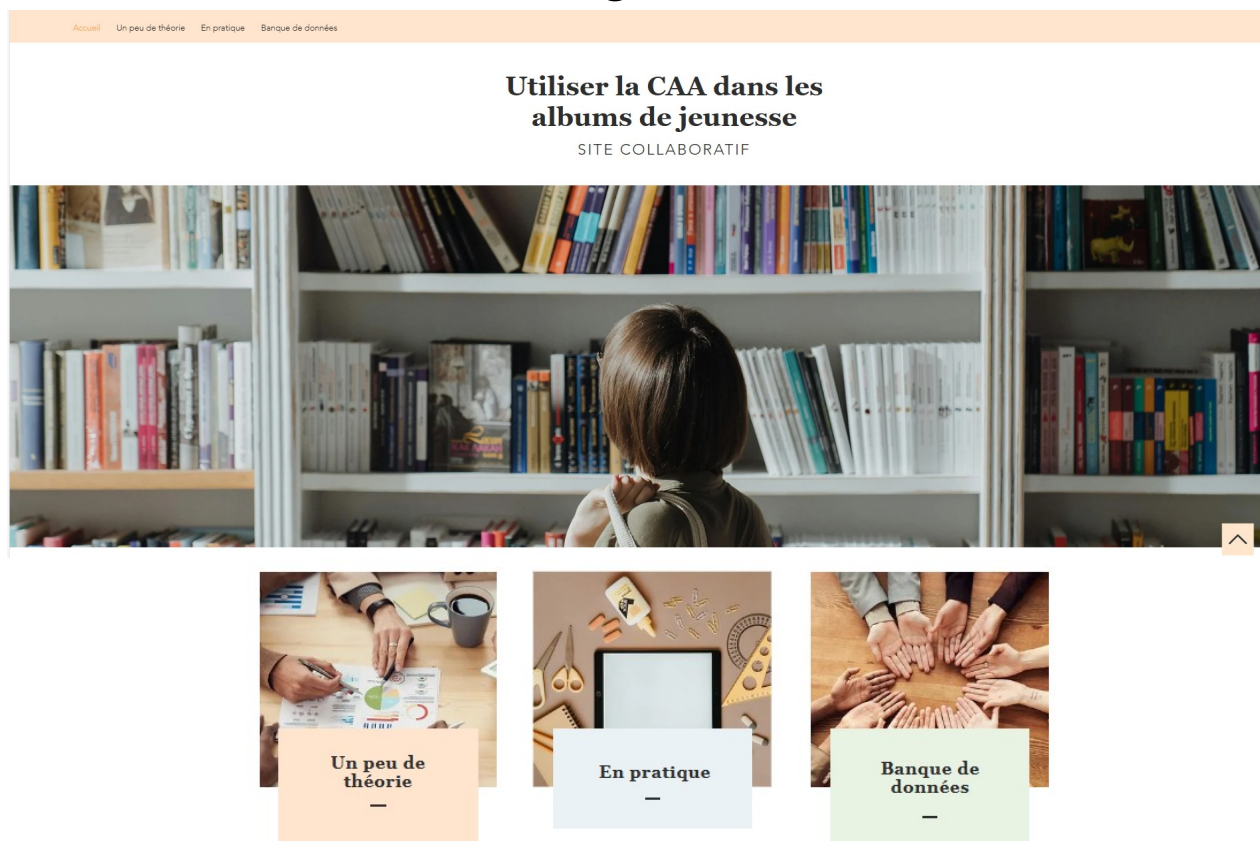 Accueil Un peu de théorie En pratique Banque de données
Utiliser la CAA dans les
albums de jeunesse
SITE COLLABORATIF
Un peu de
théorie
En pratique
Banque de
données